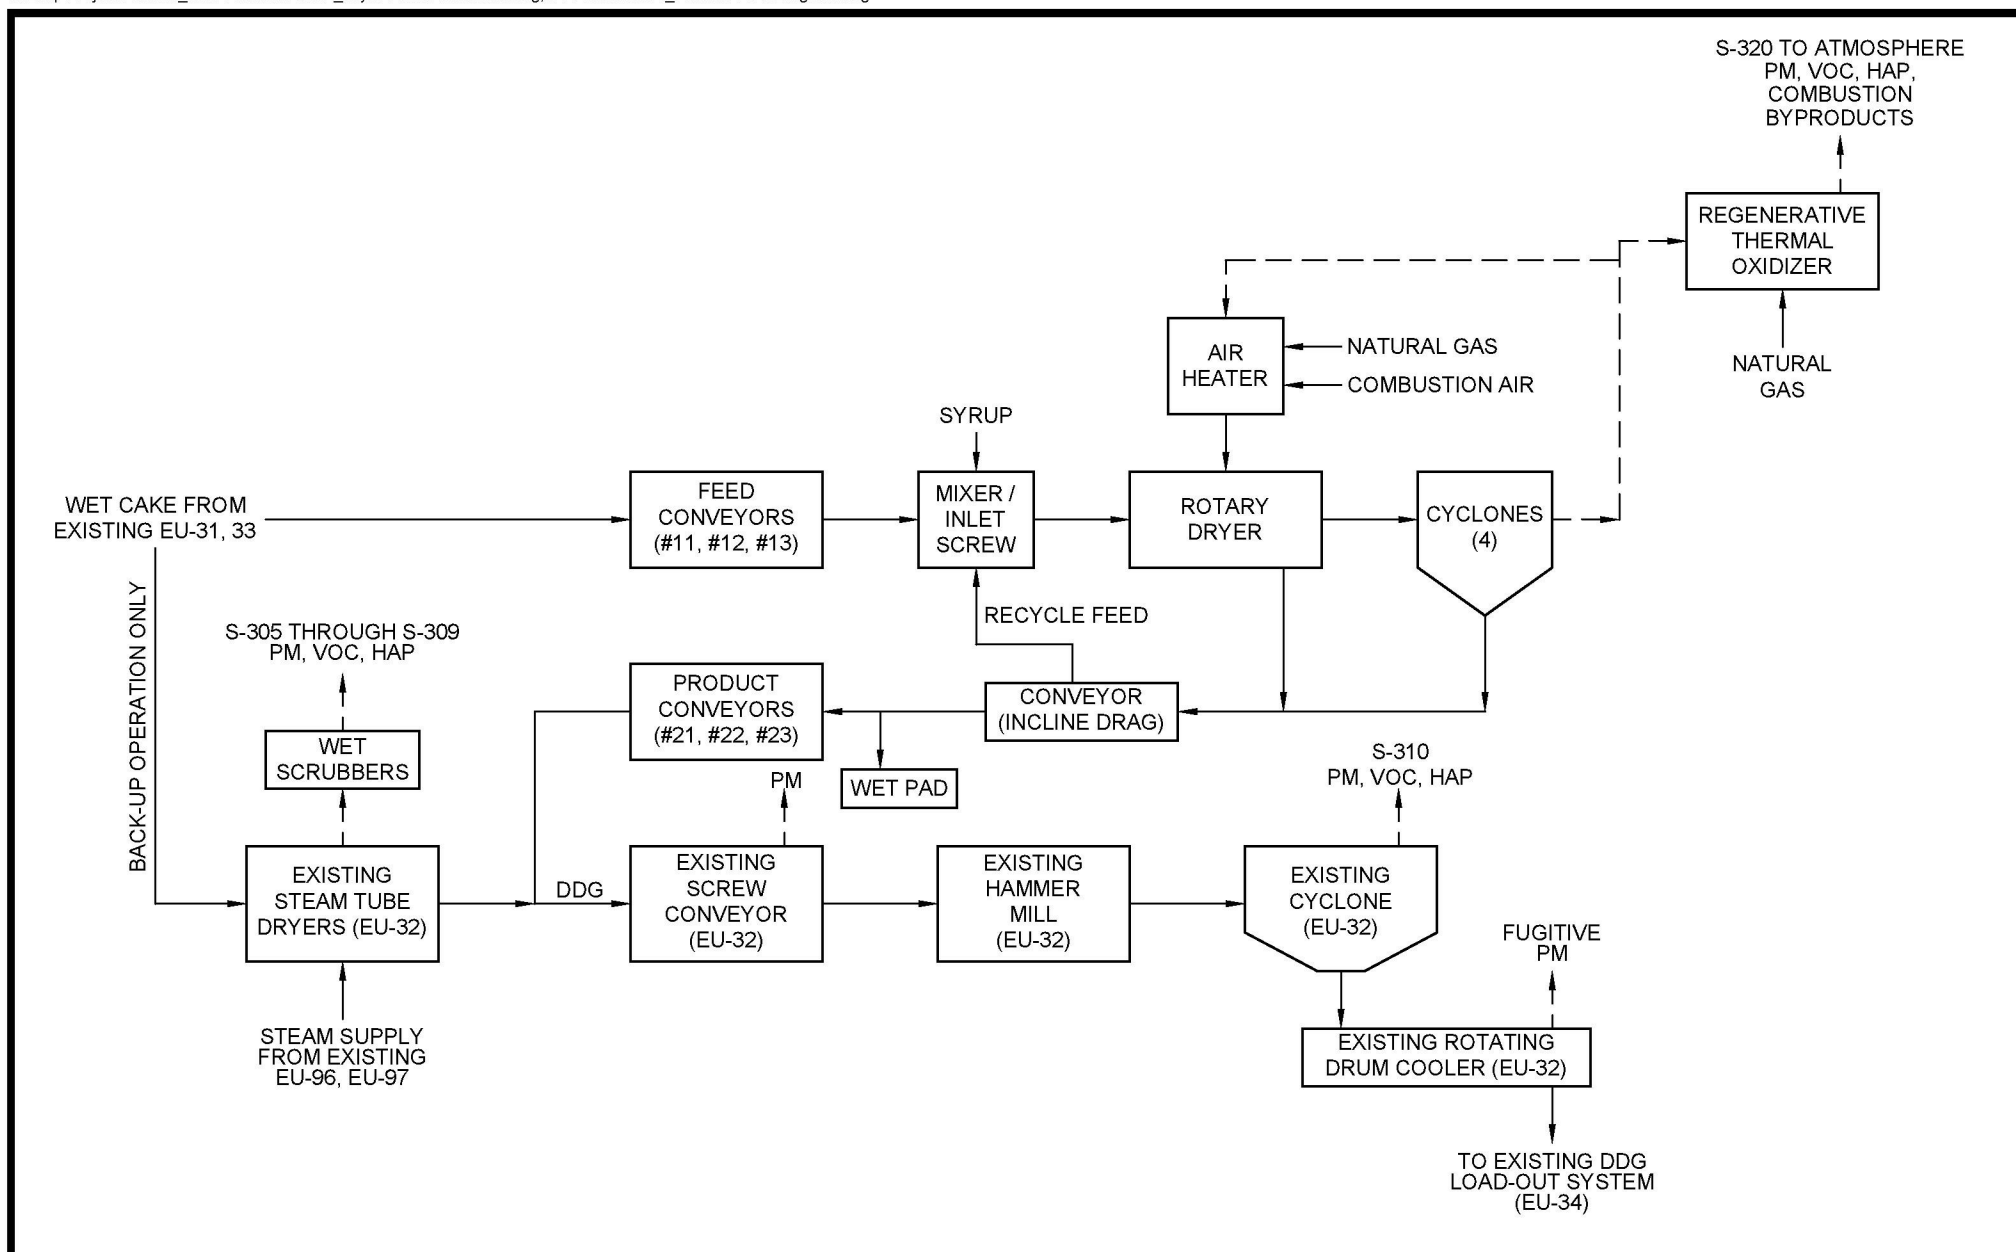 S-320 TO ATMOSPHERE
PM, VOC, HAP,
COMBUSTION
BYPRODUCTS
REGENERATIVE
THERMAL
OXIDIZER
NATURAL
GAS
AIR
HEATER
NATURAL GAS
COMBUSTION AIR
SYRUP
WET CAKE FROM
EXISTING EU-31, 33
FEED
CONVEYORS
(#11, #12, #13)
MIXER /
INLET
SCREW
ROTARY
DRYER
CYCLONES
(4)
BACK-UP OPERATION ONLY
RECYCLE FEED
S-305 THROUGH S-309
PM, VOC, HAP
WET
SCRUBBERS
PRODUCT
CONVEYORS
(#21, #22, #23)
CONVEYOR
(INCLINE DRAG)
WET PAD
PM
S-310
PM, VOC, HAP
EXISTING
STEAM TUBE
DRYERS (EU-32)
DDG
EXISTING
SCREW
CONVEYOR
(EU-32)
EXISTING
HAMMER
MILL
(EU-32)
EXISTING
CYCLONE
(EU-32)
FUGITIVE
PM
STEAM SUPPLY
FROM EXISTING
EU-96, EU-97
EXISTING ROTATING
DRUM COOLER (EU-32)
TO EXISTING DDG
LOAD-OUT SYSTEM
(EU-34)